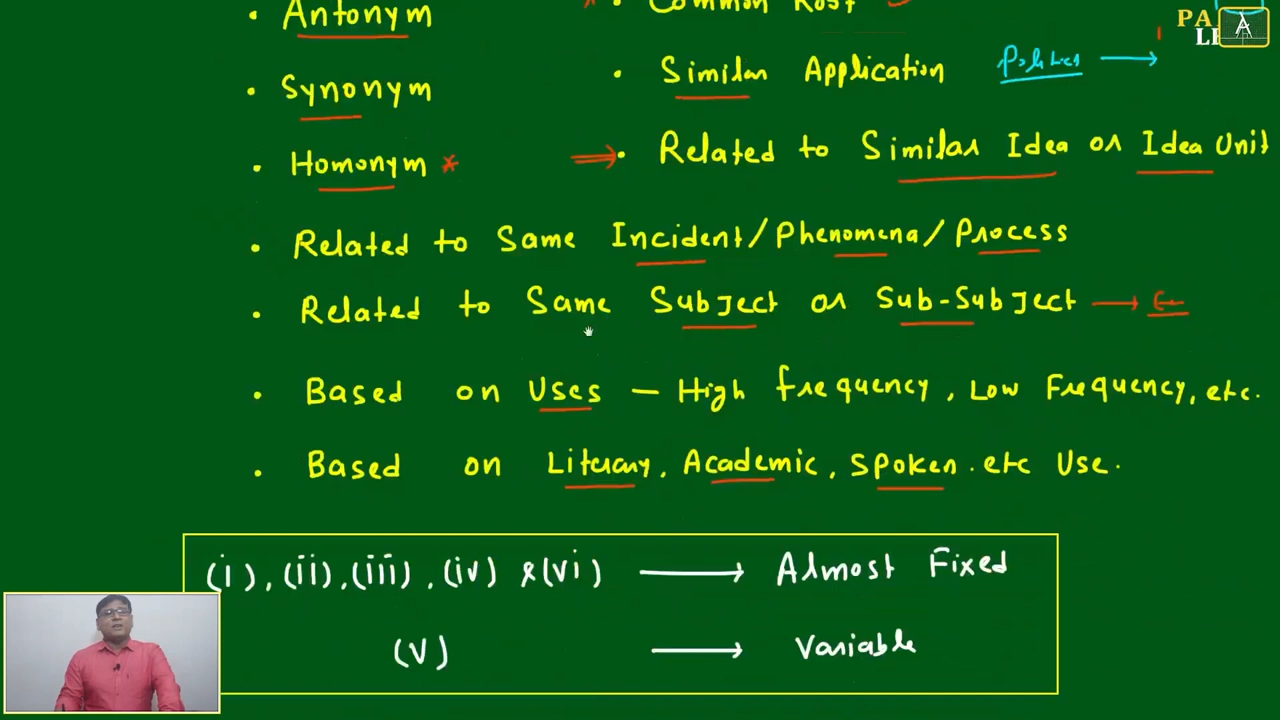 • Antonym
• Common Root
• Synonym
• Similar Application Politics →
• Homonym *
⇒ • Related to Similar Idea or Idea Unit
• Related to Same Incident/Phenomena/Process
• Related to Same Subject or Sub-Subject →
• Based on Uses — High frequency, Low Frequency, etc.
• Based on Literary, Academic, Spoken. etc Use.
(i), (ii), (iii), (iv) &(vi) → Almost Fixed
(V) → Variable